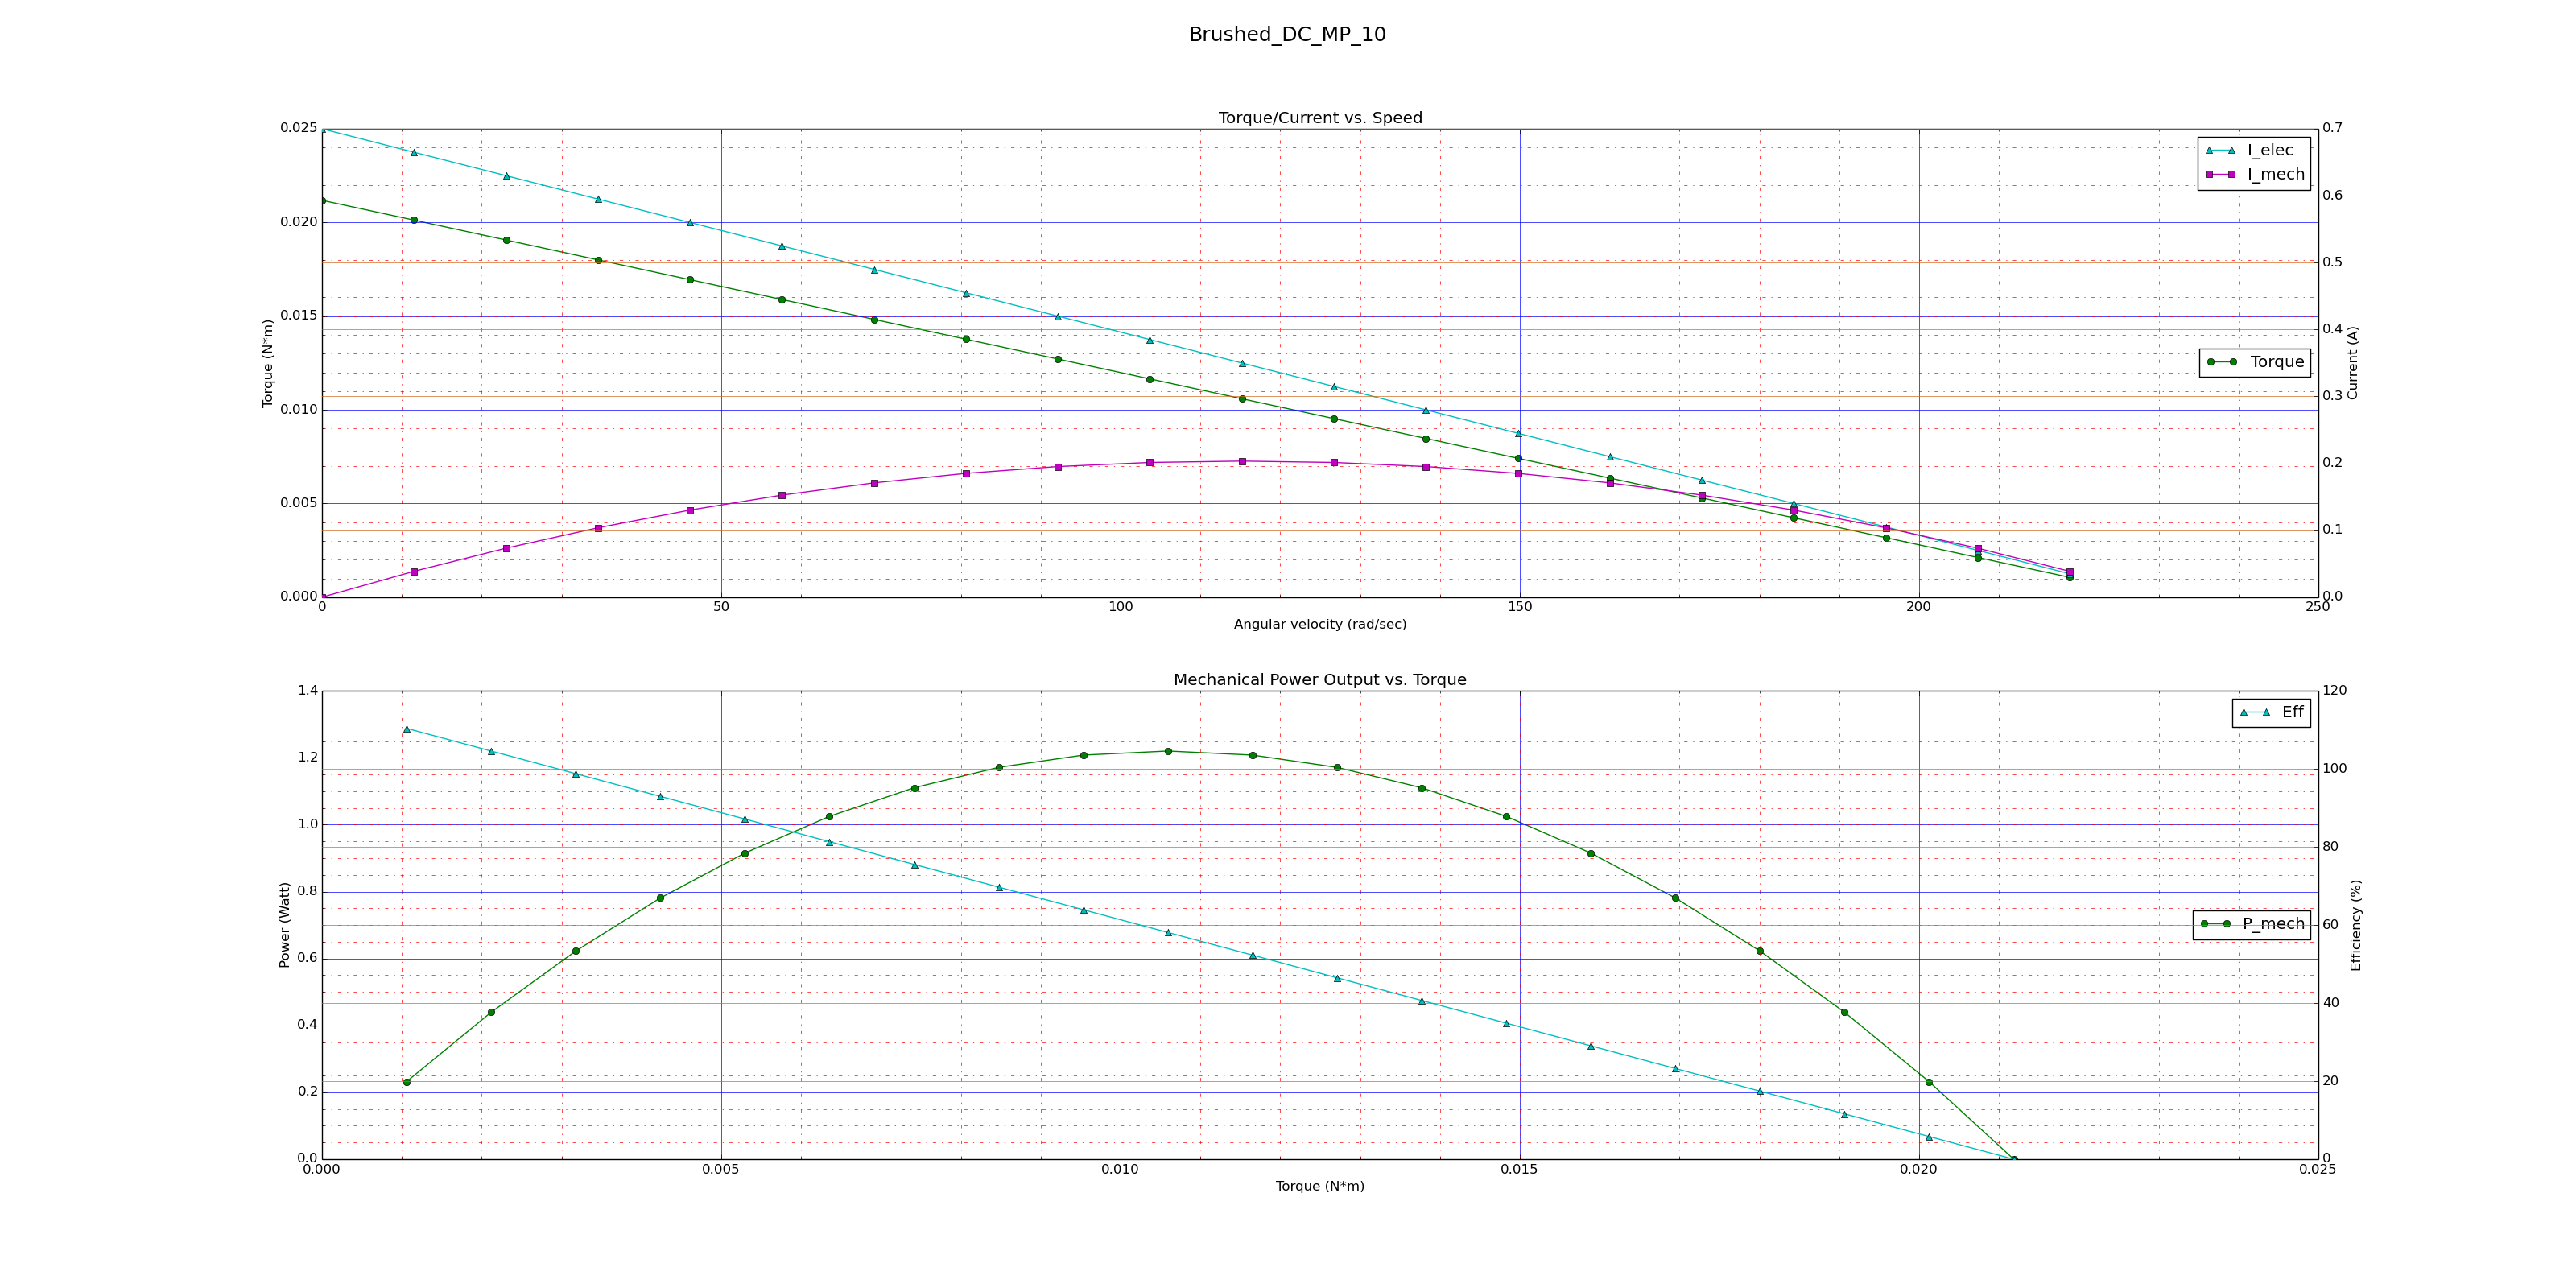 Brushed_DC_MP_10
Torque/Current vs. Speed
0.025
0.020
0.015
0.010
0.005
0.000
Torque (N*m)
0.7
0.6
0.5
0.4
0.3
0.2
0.1
0.0
Current (A)
I_elec
I_mech
Torque
0
50
100
150
200
250
Angular velocity (rad/sec)
Mechanical Power Output vs. Torque
1.4
1.2
1.0
0.8
0.6
0.4
0.2
0.0
Power (Watt)
120
100
80
60
40
20
0
Efficiency (%)
Eff
P_mech
0.000
0.005
0.010
0.015
0.020
0.025
Torque (N*m)